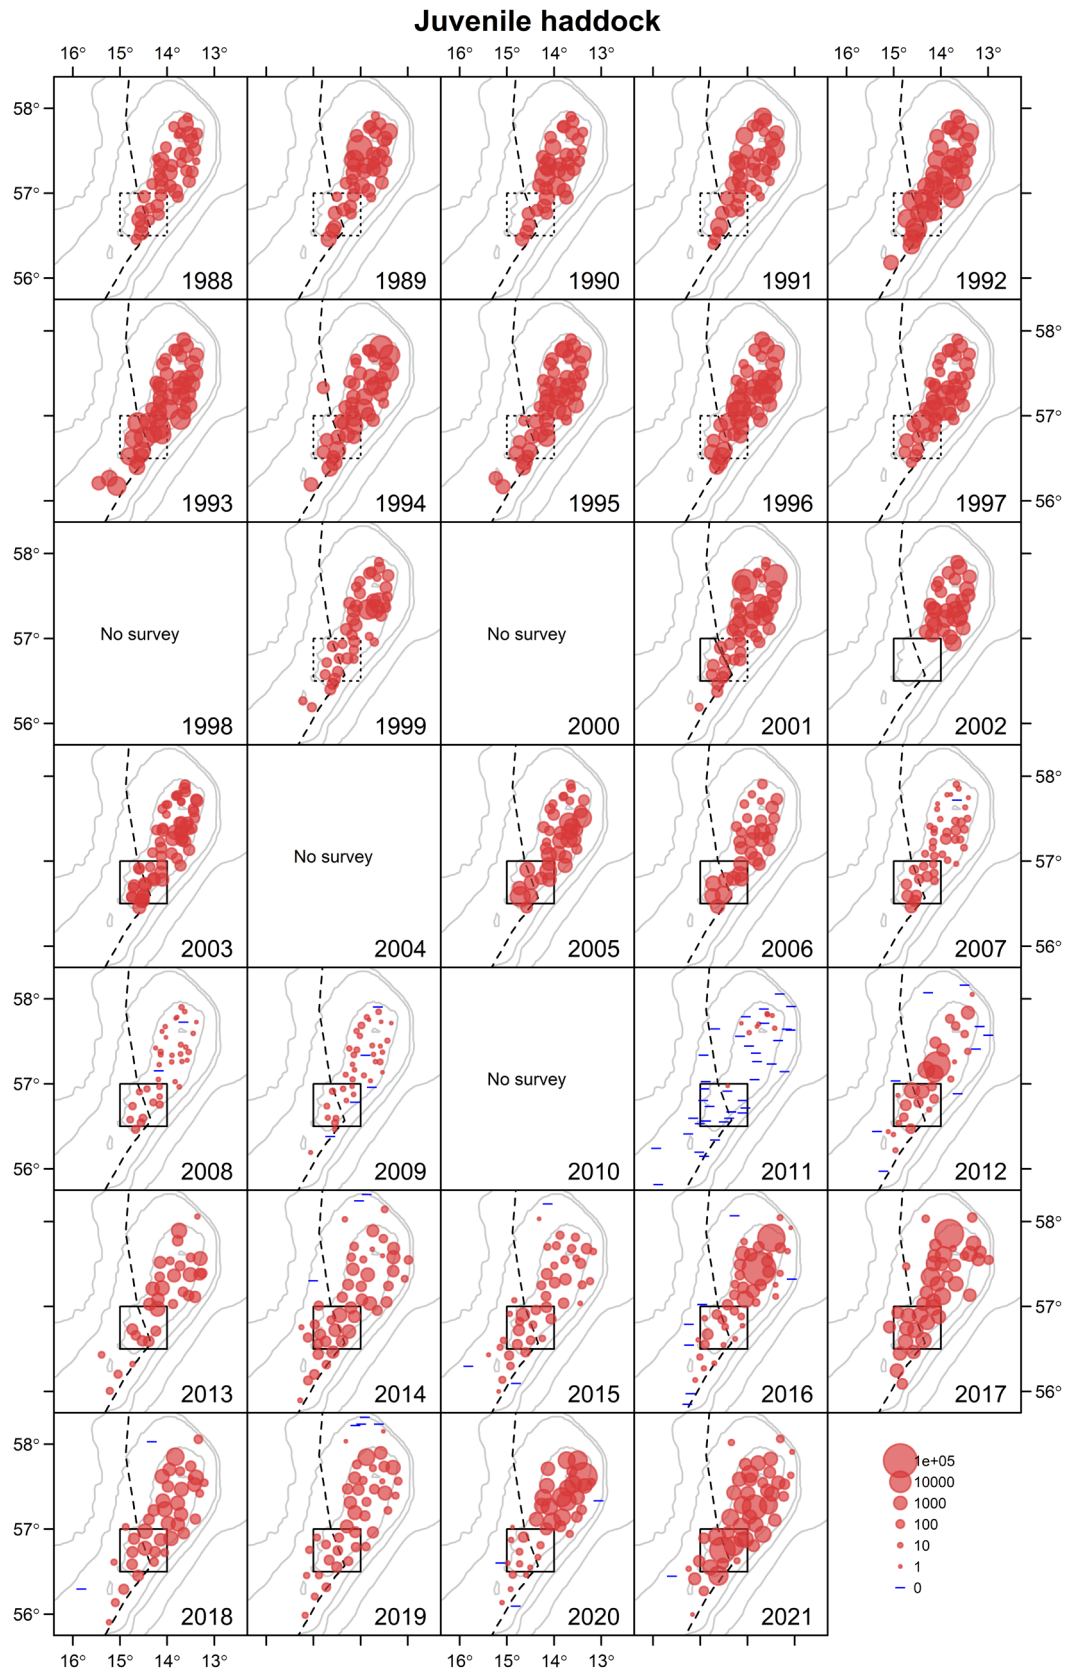 Juvenile haddock
16° 15° 14° 13° 16° 15° 14° 13° 16° 15° 14° 13°
58°
57°
56°
1988 1989 1990 1991 1992
58°
57°
56°
1993 1994 1995 1996 1997
58°
57°
56°
No survey No survey
1998 1999 2000 2001 2002
58°
57°
56°
No survey
2003 2004 2005 2006 2007
58°
57°
56°
No survey
2008 2009 2010 2011 2012
58°
57°
56°
2013 2014 2015 2016 2017
58°
57°
56°
2018 2019 2020 2021
1e+05
10000
1000
100
10
1
0
16° 15° 14° 13° 16° 15° 14° 13°